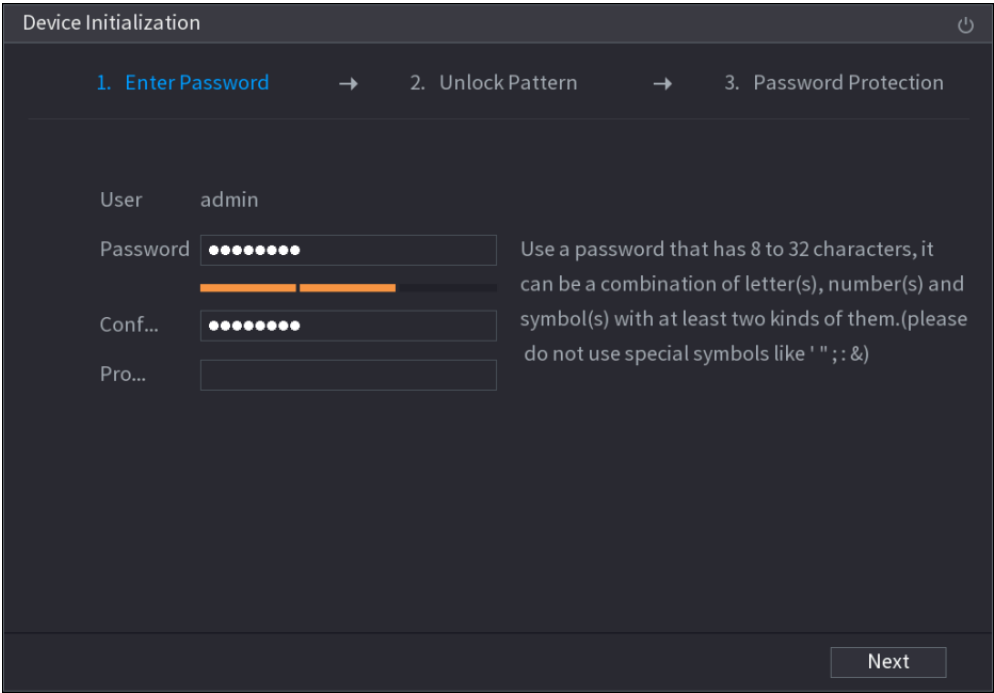 Device Initialization
1. Enter Password → 2. Unlock Pattern → 3. Password Protection
User admin
Password ●●●●●●●●
Use a password that has 8 to 32 characters, it
can be a combination of letter(s), number(s) and
symbol(s) with at least two kinds of them.(please
do not use special symbols like ' " ; : &)
Conf... ●●●●●●●●
Pro...
Next